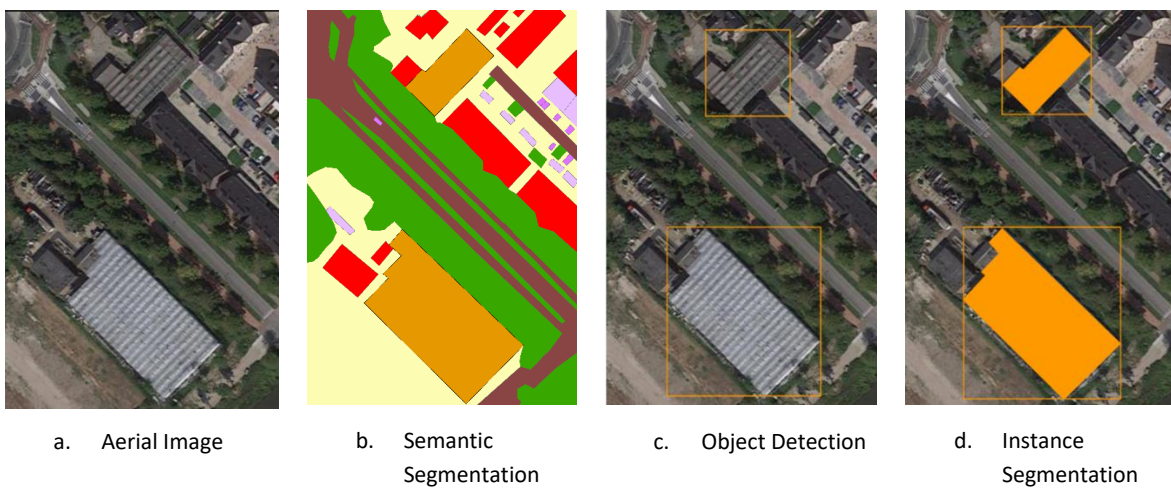 a. Aerial Image
b. Semantic
Segmentation
c. Object Detection
d. Instance
Segmentation